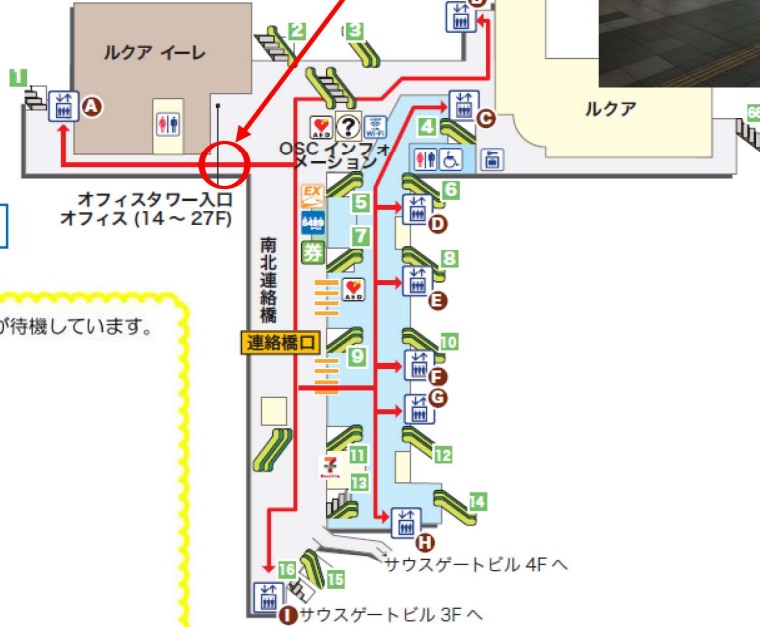 B
2
3
ルクア イーレ
1
A
ルクア
C
4
66
AED
?
Wi-Fi
OSC インフォ
メーション
オフィスタワー入口
オフィス (14 ～ 27F)
EX
5
6
D
券
7
8
南北連絡橋
E
AED
が待機しています。
連絡橋口
9
10
F
G
11
12
7
13
14
H
サウスゲートビル 4F へ
16
15
I
サウスゲートビル 3F へ